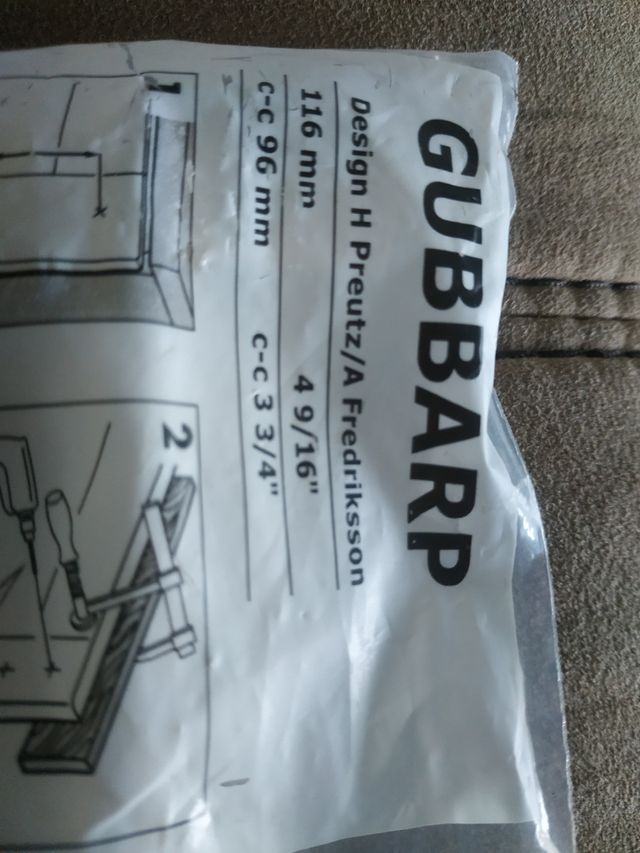 GUBBARP
Design H Preutz/A Fredriksson
116 mm 4 9/16"
c-c 96 mm c-c 3 3/4"
1
2